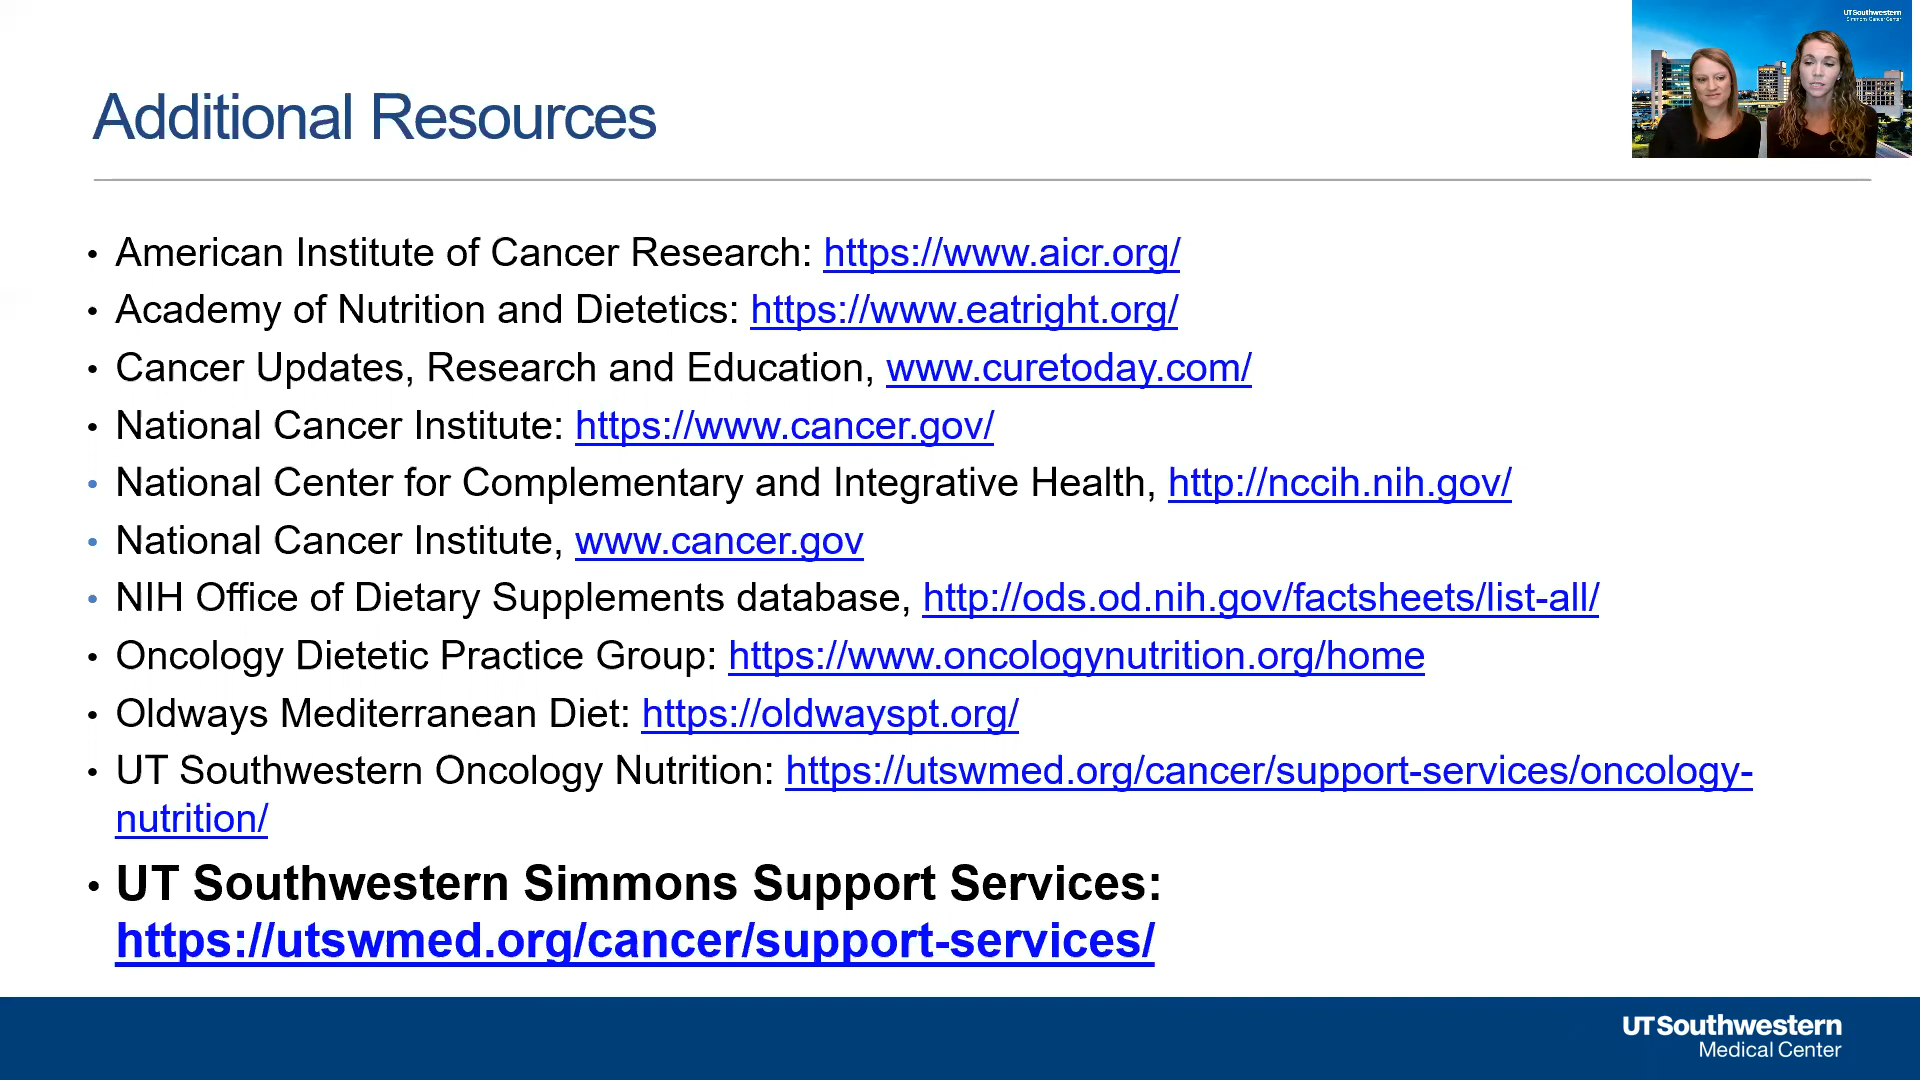 UTSouthwestern
Simmons Cancer Center
Additional Resources
• American Institute of Cancer Research: https://www.aicr.org/
• Academy of Nutrition and Dietetics: https://www.eatright.org/
• Cancer Updates, Research and Education, www.curetoday.com/
• National Cancer Institute: https://www.cancer.gov/
• National Center for Complementary and Integrative Health, http://nccih.nih.gov/
• National Cancer Institute, www.cancer.gov
• NIH Office of Dietary Supplements database, http://ods.od.nih.gov/factsheets/list-all/
• Oncology Dietetic Practice Group: https://www.oncologynutrition.org/home
• Oldways Mediterranean Diet: https://oldwayspt.org/
• UT Southwestern Oncology Nutrition: https://utswmed.org/cancer/support-services/oncology-
nutrition/
• UT Southwestern Simmons Support Services:
https://utswmed.org/cancer/support-services/
UTSouthwestern
Medical Center